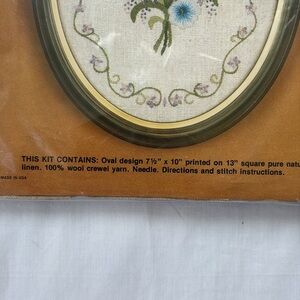 THIS KIT CONTAINS: Oval design 7½" x 10" printed on 13" square pure natu
linen. 100% wool crewel yarn. Needle. Directions and stitch instructions.
MADE IN USA